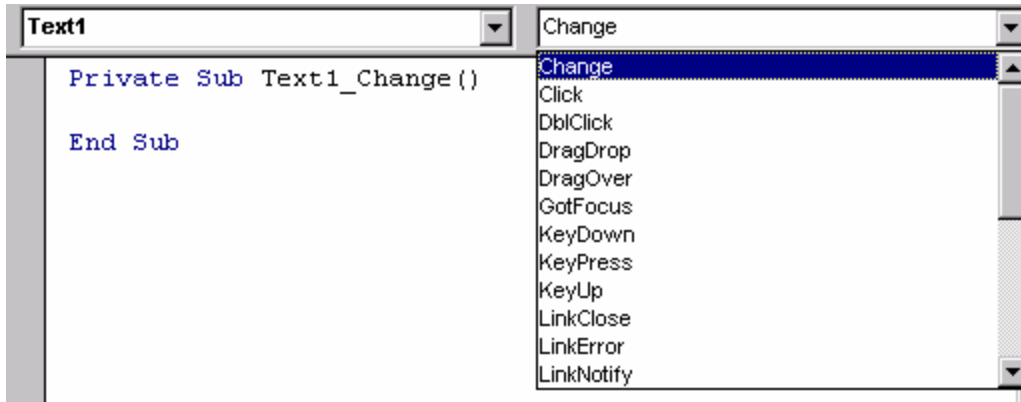 Text1
Change
Private Sub Text1_Change()
End Sub
Change
Click
DblClick
DragDrop
DragOver
GotFocus
KeyDown
KeyPress
KeyUp
LinkClose
LinkError
LinkNotify